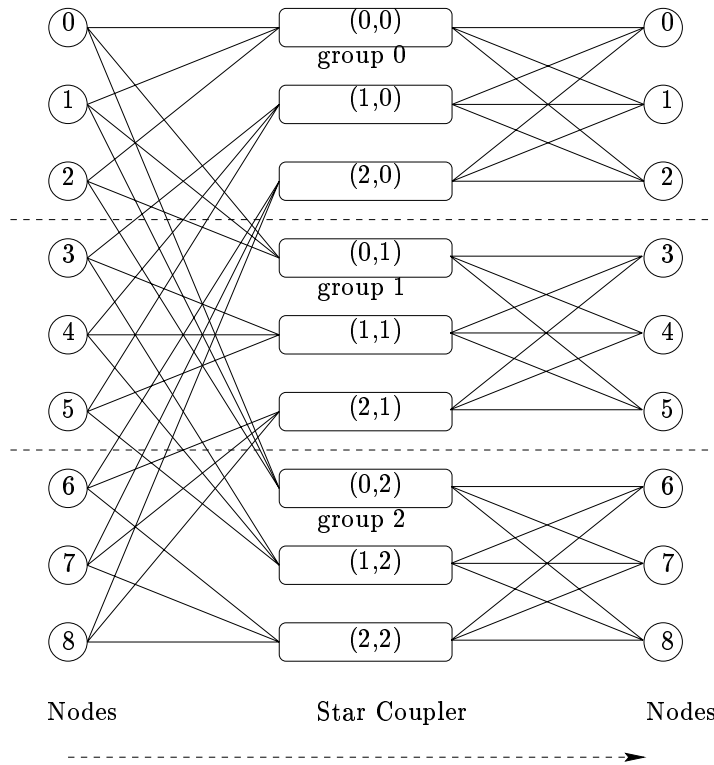 0 (0,0) 0
group 0
1 (1,0) 1
2 (2,0) 2
3 (0,1) 3
group 1
4 (1,1) 4
5 (2,1) 5
6 (0,2) 6
group 2
7 (1,2) 7
8 (2,2) 8
Nodes Star Coupler Nodes